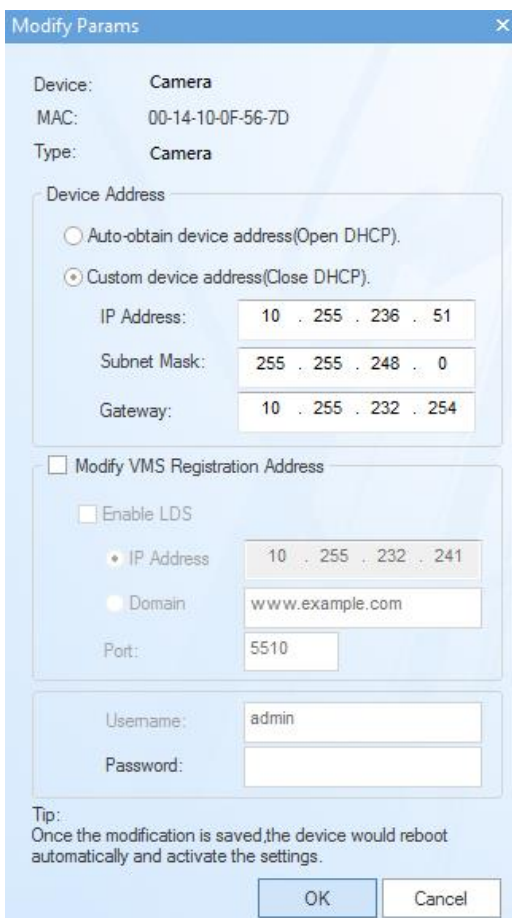 Modify Params ×
Device: Camera
MAC: 00-14-10-0F-56-7D
Type: Camera
Device Address
Auto-obtain device address(Open DHCP).
Custom device address(Close DHCP).
IP Address: 10 . 255 . 236 . 51
Subnet Mask: 255 . 255 . 248 . 0
Gateway: 10 . 255 . 232 . 254
Modify VMS Registration Address
Enable LDS
IP Address 10 . 255 . 232 . 241
Domain www.example.com
Port: 5510
Username: admin
Password:
Tip:
Once the modification is saved,the device would reboot
automatically and activate the settings.
OK Cancel